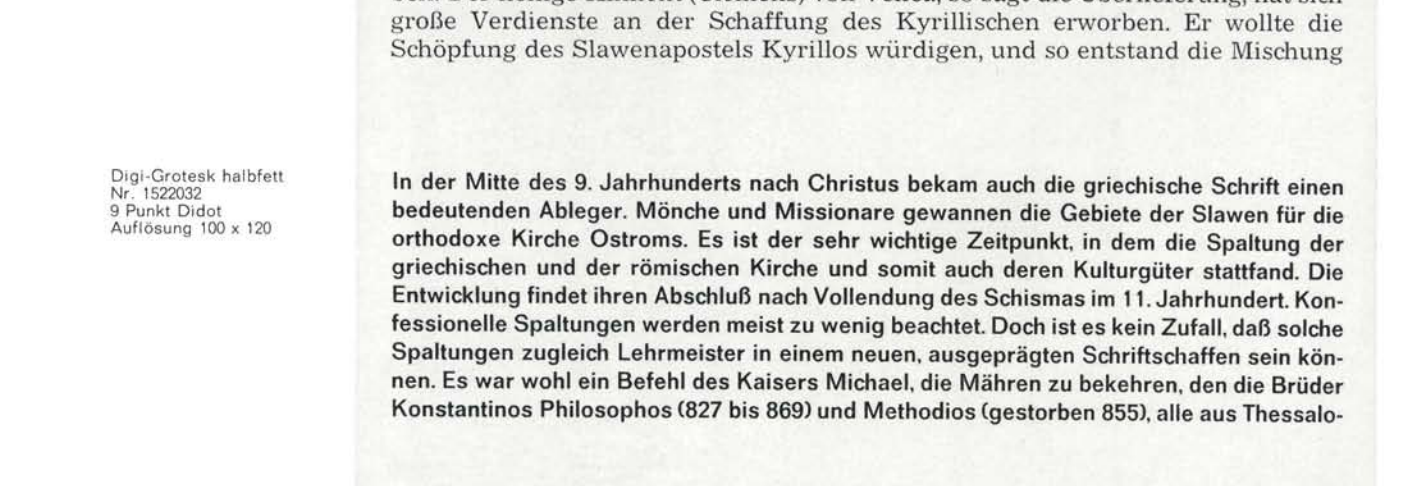 große Verdienste an der Schaffung des Kyrillischen erworben. Er wollte die
Schöpfung des Slawenapostels Kyrillos würdigen, und so entstand die Mischung
Digi-Grotesk halbfett
Nr. 1522032
9 Punkt Didot
Auflösung 100 x 120
In der Mitte des 9. Jahrhunderts nach Christus bekam auch die griechische Schrift einen
bedeutenden Ableger. Mönche und Missionare gewannen die Gebiete der Slawen für die
orthodoxe Kirche Ostroms. Es ist der sehr wichtige Zeitpunkt, in dem die Spaltung der
griechischen und der römischen Kirche und somit auch deren Kulturgüter stattfand. Die
Entwicklung findet ihren Abschluß nach Vollendung des Schismas im 11. Jahrhundert. Kon-
fessionelle Spaltungen werden meist zu wenig beachtet. Doch ist es kein Zufall, daß solche
Spaltungen zugleich Lehrmeister in einem neuen, ausgeprägten Schriftschaffen sein kön-
nen. Es war wohl ein Befehl des Kaisers Michael, die Mähren zu bekehren, den die Brüder
Konstantinos Philosophos (827 bis 869) und Methodios (gestorben 855), alle aus Thessalo-